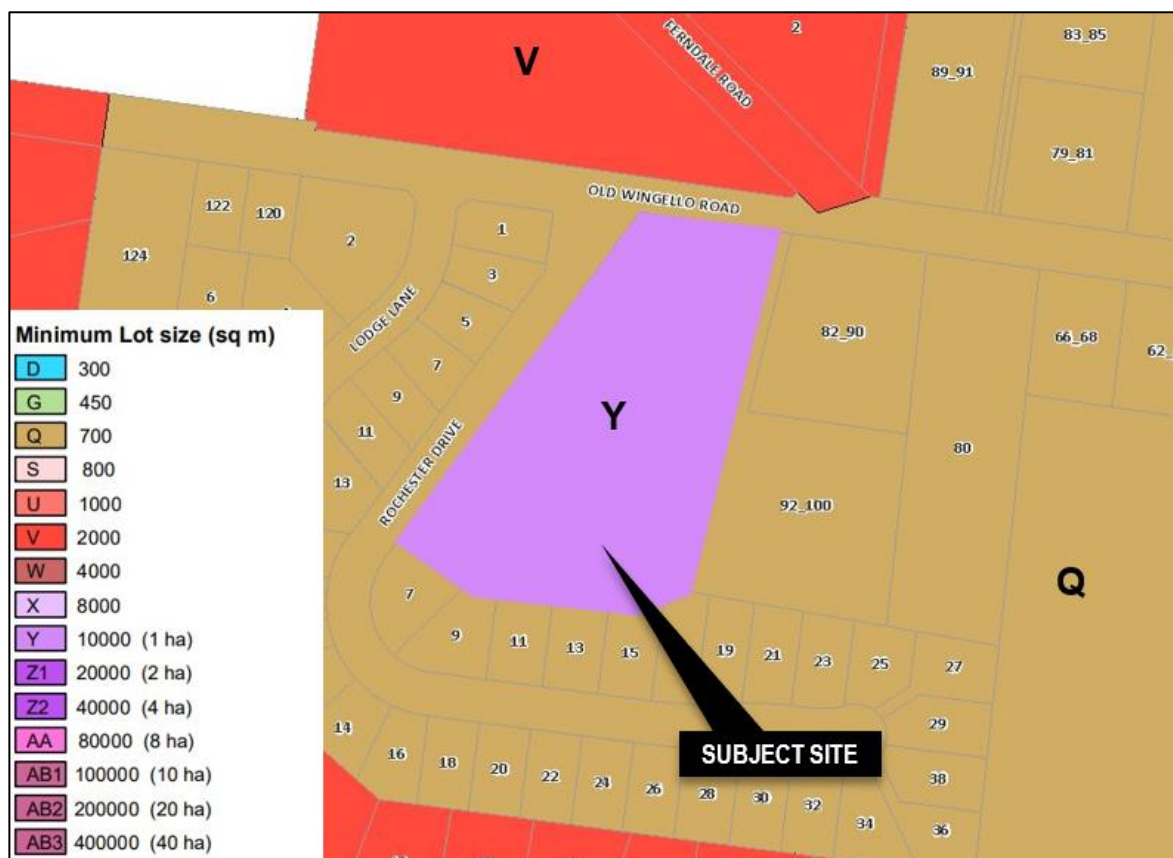 V
FERNDALE ROAD
2
83_85
89_91
79_81
OLD WINGELLO ROAD
122
120
2
1
124
3
6
LODGE LANE
5
7
82_90
66_68
62_
9
Y
11
80
13
ROCHESTER DRIVE
92_100
Q
7
9
11
13
15
19
21
23
25
27
29
14
16
18
20
22
24
26
28
30
32
34
38
36
SUBJECT SITE
Minimum Lot size (sq m)
D 300
G 450
Q 700
S 800
U 1000
V 2000
W 4000
X 8000
Y 10000 (1 ha)
Z1 20000 (2 ha)
Z2 40000 (4 ha)
AA 80000 (8 ha)
AB1 100000 (10 ha)
AB2 200000 (20 ha)
AB3 400000 (40 ha)